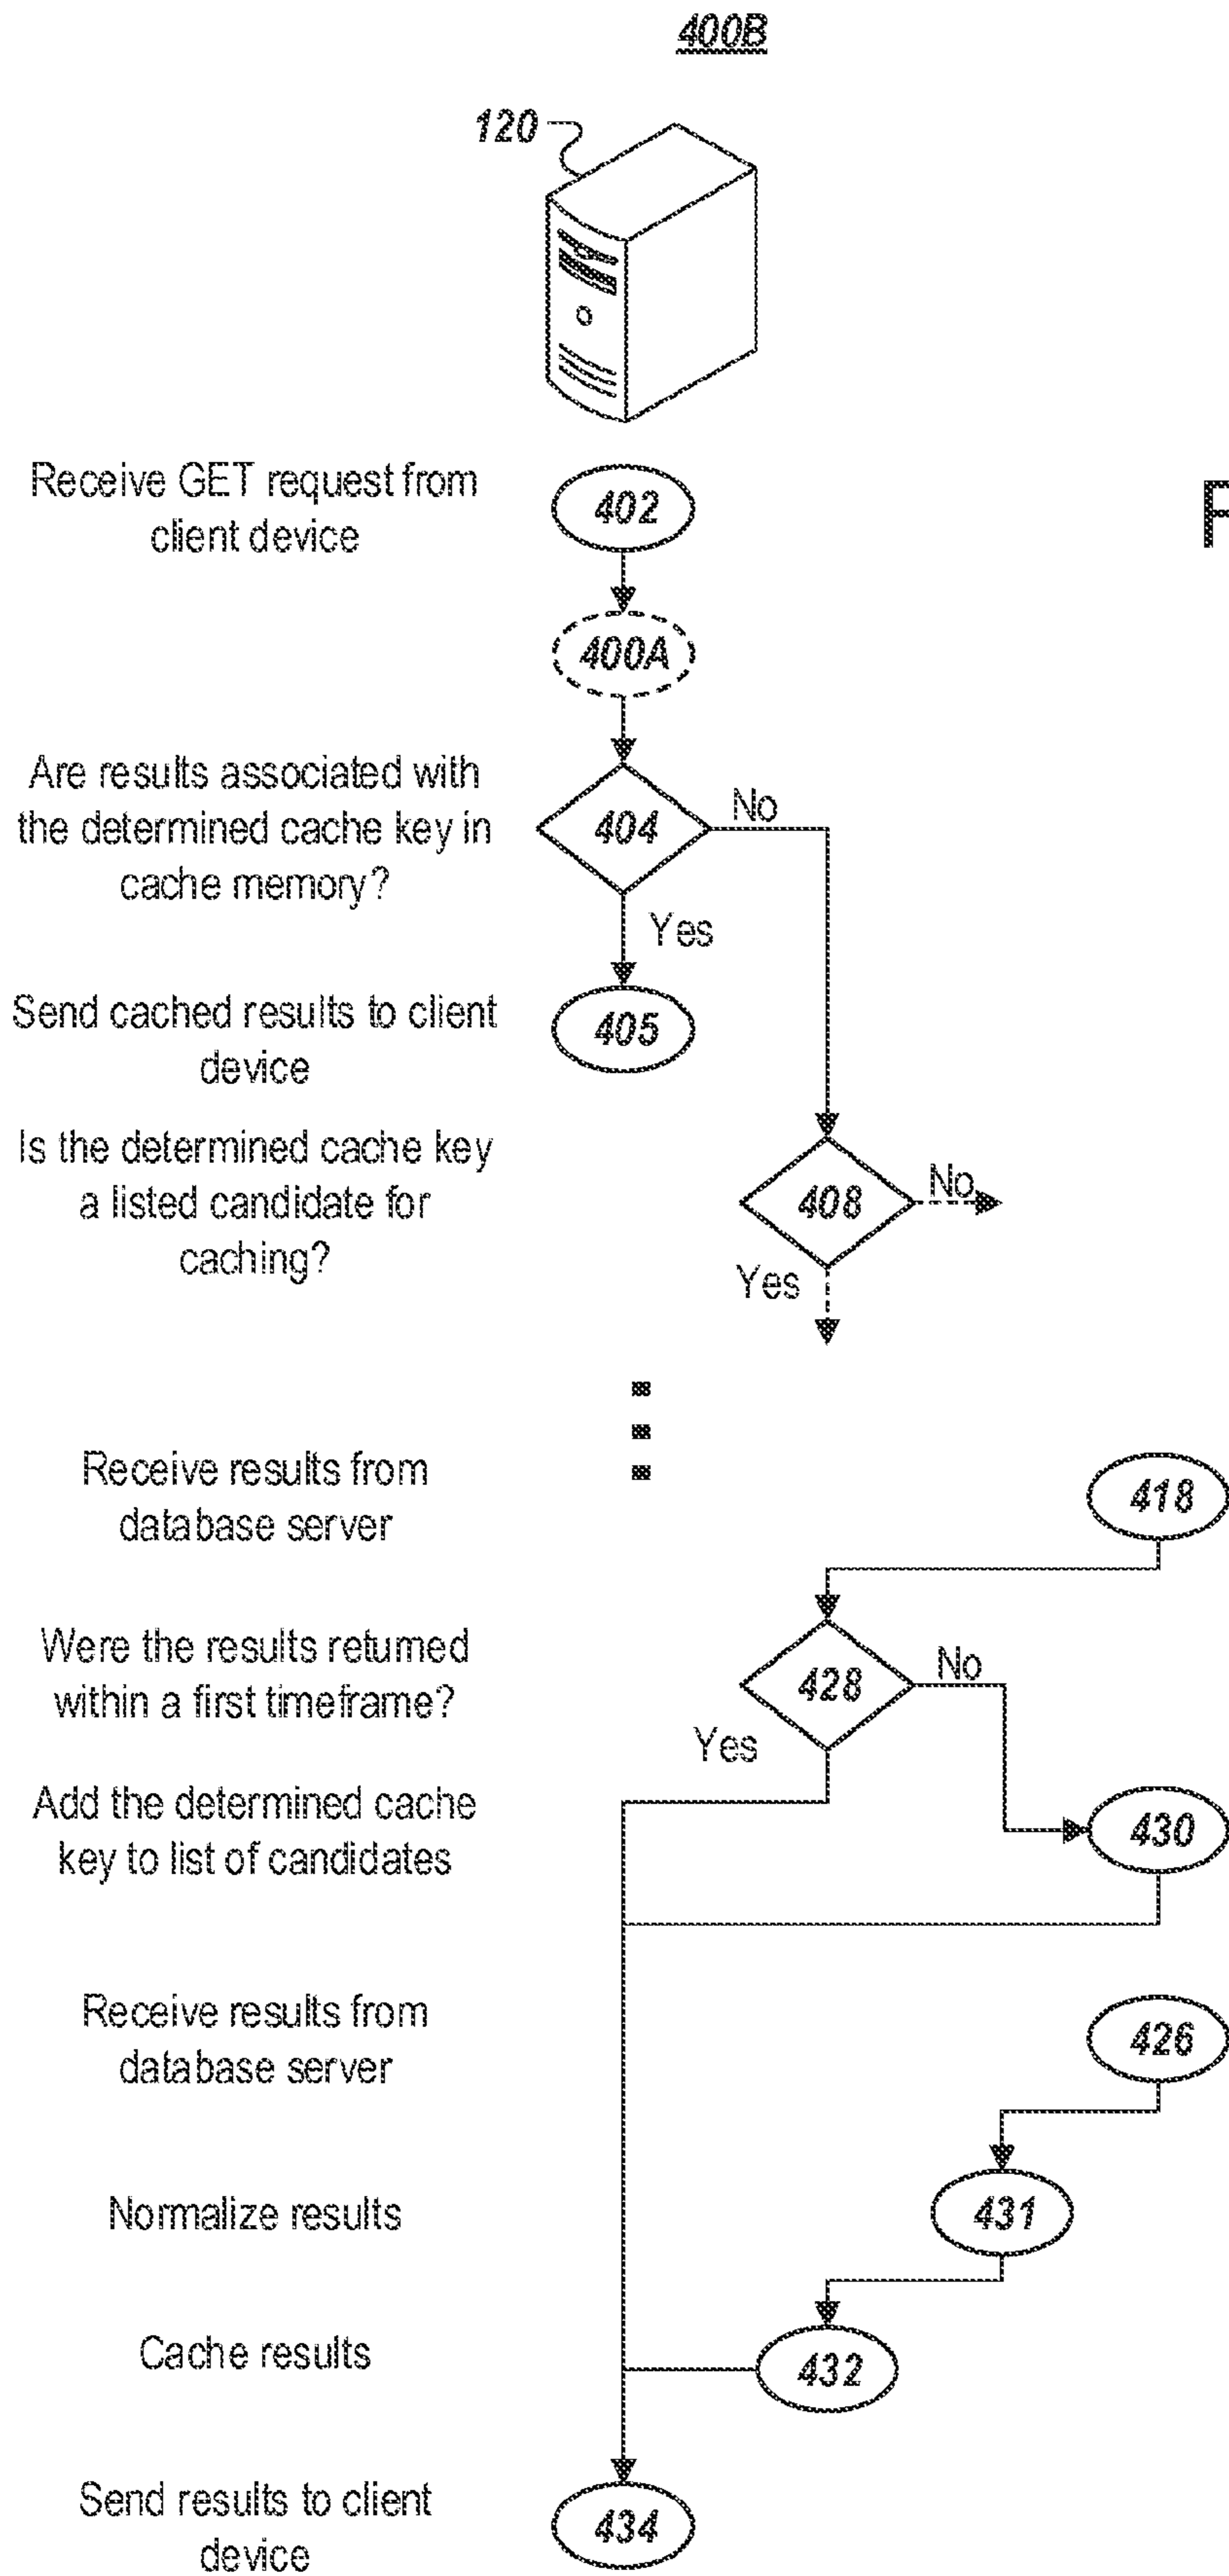 400B
120
Receive GET request from
client device
402
F
400A
Are results associated with
the determined cache key in
cache memory?
404
No
Yes
Send cached results to client
device
405
Is the determined cache key
a listed candidate for
caching?
408
No
Yes
Receive results from
database server
418
Were the results returned
within a first timeframe?
428
No
Yes
Add the determined cache
key to list of candidates
430
Receive results from
database server
426
Normalize results
431
Cache results
432
Send results to client
device
434